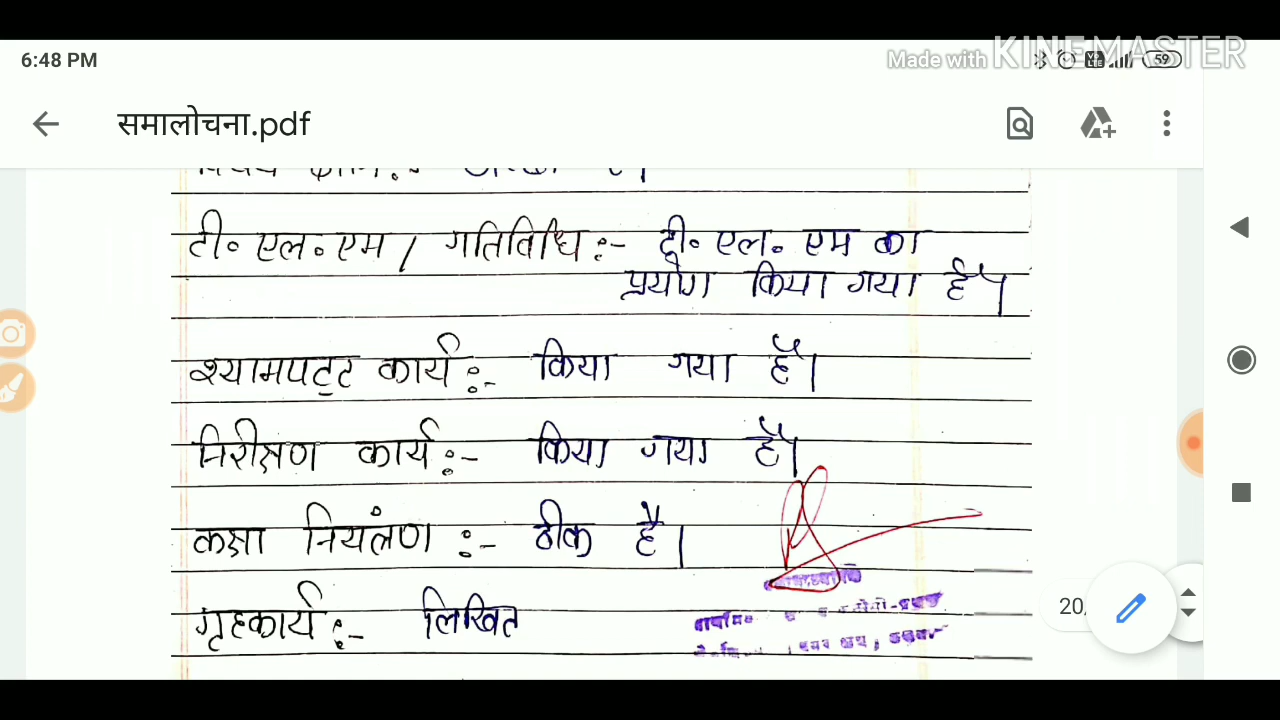 6:48 PM
Made with KINEMASTER
59
समालोचना.pdf
टी॰ एल॰ एम / गतिविधि :- टी॰ एल॰ एम का
प्रयोग किया गया है।
श्यामपट्ट कार्य :- किया गया है।
निरीक्षण कार्य :- किया गया है।
कक्षा नियंत्रण :- ठीक है।
गृहकार्य :- लिखित
20